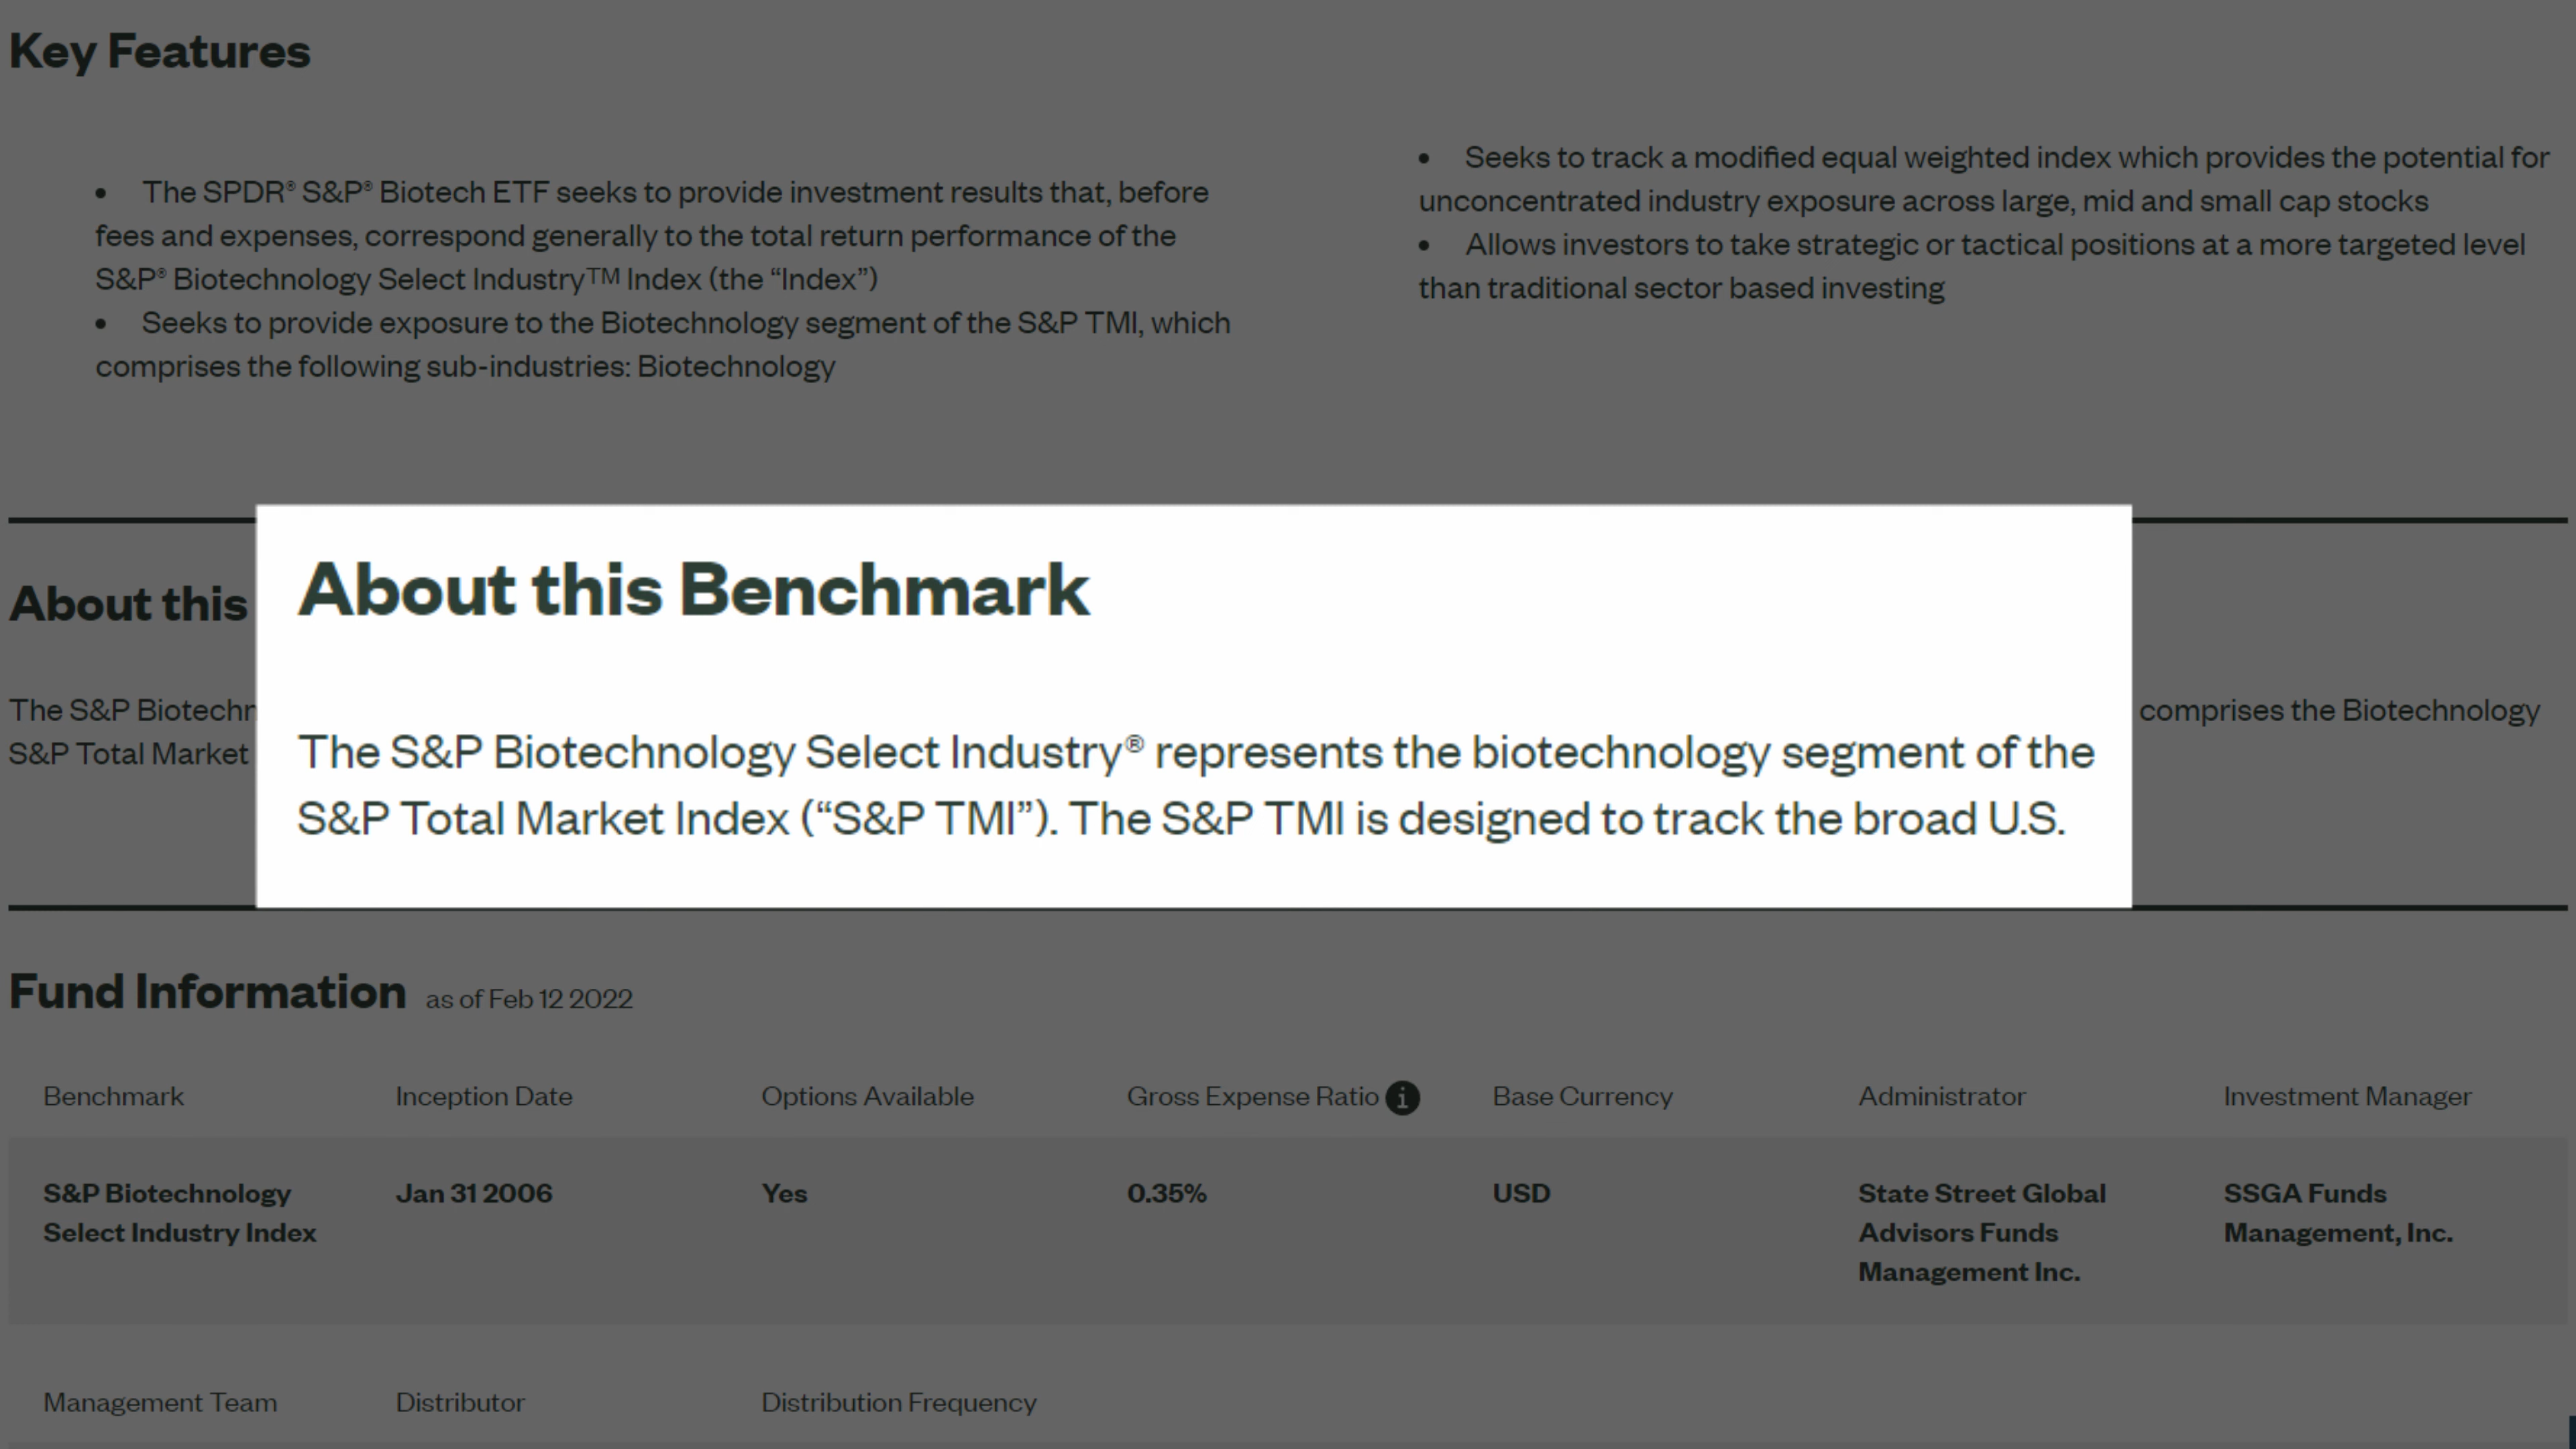 Key Features
• The SPDR® S&P® Biotech ETF seeks to provide investment results that, before
fees and expenses, correspond generally to the total return performance of the
S&P® Biotechnology Select Industry™ Index (the “Index”)
• Seeks to provide exposure to the Biotechnology segment of the S&P TMI, which
comprises the following sub-industries: Biotechnology
• Seeks to track a modified equal weighted index which provides the potential for
unconcentrated industry exposure across large, mid and small cap stocks
• Allows investors to take strategic or tactical positions at a more targeted level
than traditional sector based investing
About this
The S&P Biotechn
comprises the Biotechnology
S&P Total Market
About this Benchmark
The S&P Biotechnology Select Industry® represents the biotechnology segment of the
S&P Total Market Index (“S&P TMI”). The S&P TMI is designed to track the broad U.S.
Fund Information as of Feb 12 2022
Benchmark Inception Date Options Available Gross Expense Ratio i Base Currency Administrator Investment Manager
S&P Biotechnology Jan 31 2006 Yes 0.35% USD State Street Global SSGA Funds
Select Industry Index Advisors Funds Management, Inc.
Management Inc.
Management Team Distributor Distribution Frequency